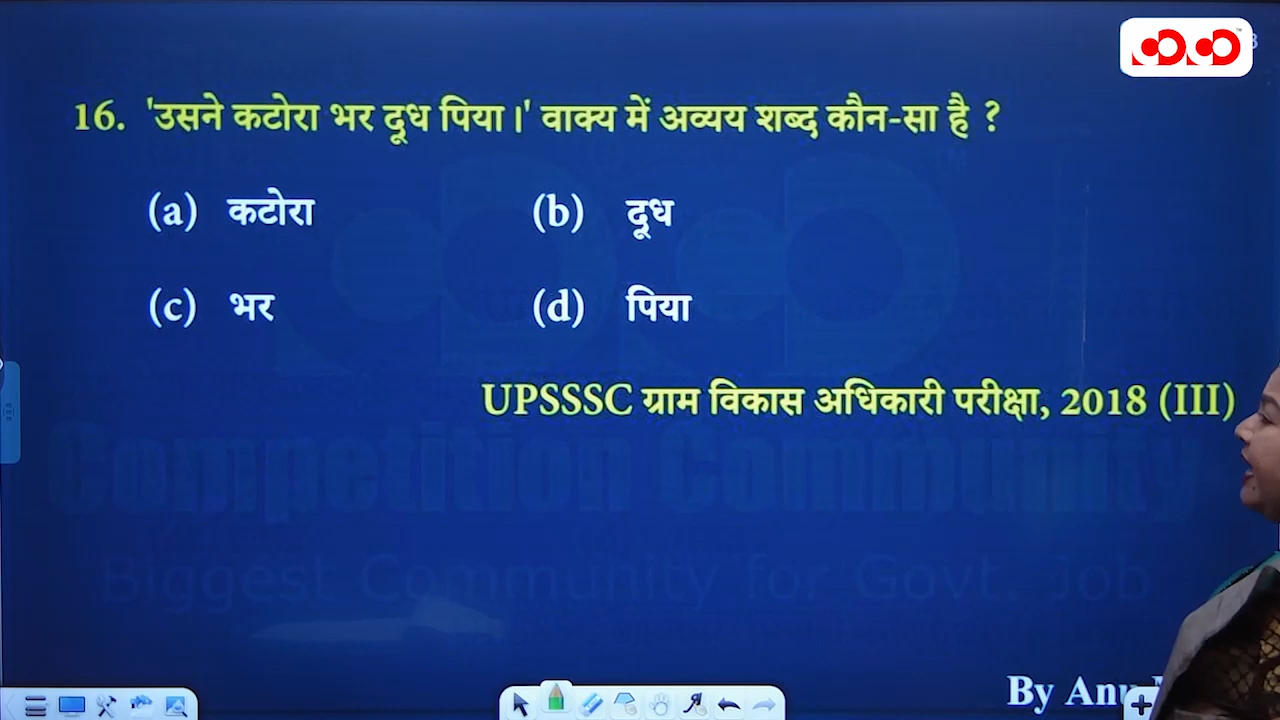 16. 'उसने कटोरा भर दूध पिया।' वाक्य में अव्यय शब्द कौन-सा है ?
(a) कटोरा (b) दूध
(c) भर (d) पिया
UPSSSC ग्राम विकास अधिकारी परीक्षा, 2018 (III)
Competition Community
Biggest Community for Govt. Job
By